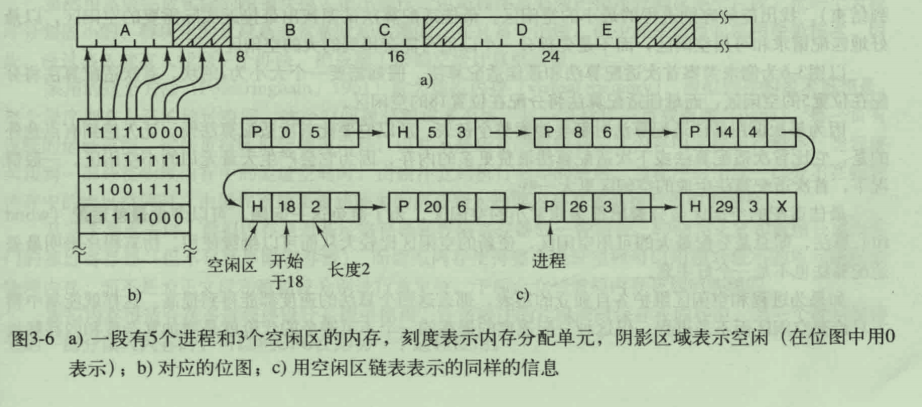 A B C D E
8 16 24
a)
11111000
11111111
11001111
11111000
b)
P 0 5 H 5 3 P 8 6 P 14 4
H 18 2 P 20 6 P 26 3 H 29 3 X
空闲区 开始 长度2 进程
于18
c)
图3-6 a) 一段有5个进程和3个空闲区的内存，刻度表示内存分配单元，阴影区域表示空闲（在位图中用0
表示）；b) 对应的位图；c) 用空闲区链表表示的同样的信息